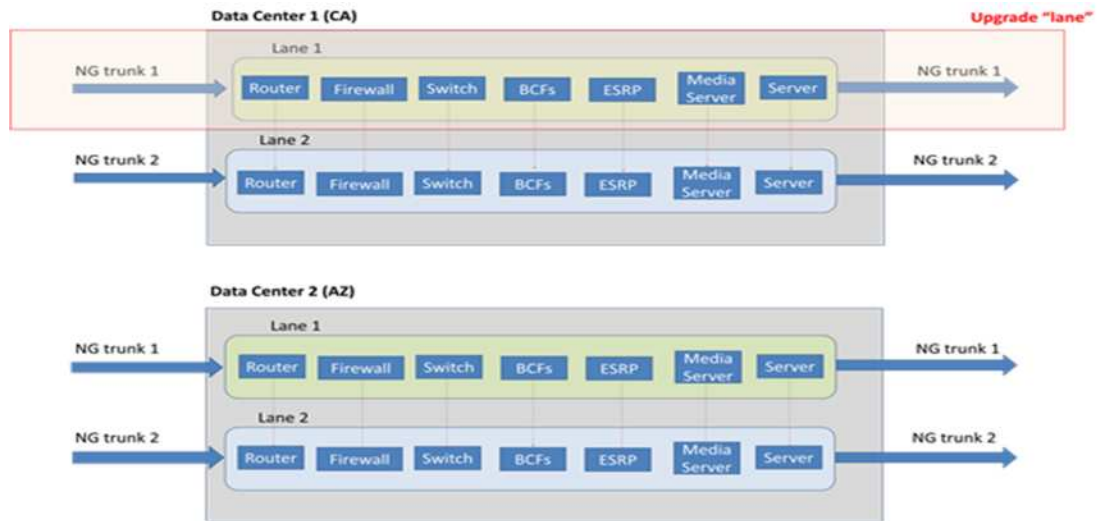 Data Center 1 (CA)
Upgrade “lane”
Lane 1
NG trunk 1
Router Firewall Switch BCFs ESRP Media Server Server
NG trunk 1
Lane 2
NG trunk 2
Router Firewall Switch BCFs ESRP Media Server Server
NG trunk 2
Data Center 2 (AZ)
Lane 1
NG trunk 1
Router Firewall Switch BCFs ESRP Media Server Server
NG trunk 1
Lane 2
NG trunk 2
Router Firewall Switch BCFs ESRP Media Server Server
NG trunk 2